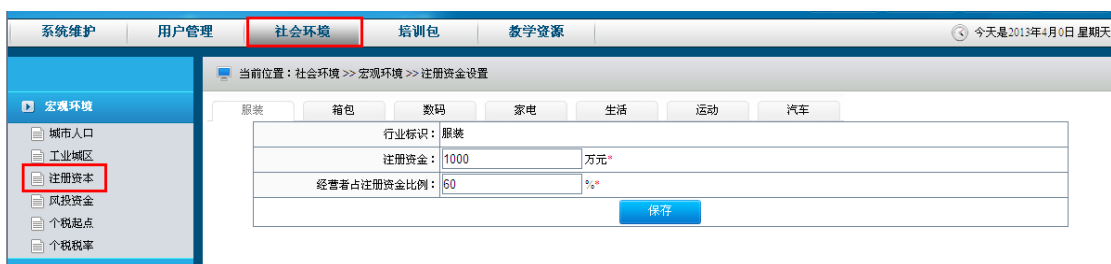 系统维护 用户管理 社会环境 培训包 教学资源 今天是2013年4月0日 星期天
当前位置：社会环境 >> 宏观环境 >> 注册资金设置
宏观环境
服装 箱包 数码 家电 生活 运动 汽车
城市人口
行业标识： 服装
工业城区
注册资金： 1000 万元*
注册资本
经营者占注册资金比例： 60 %*
风投资金
保存
个税起点
个税税率